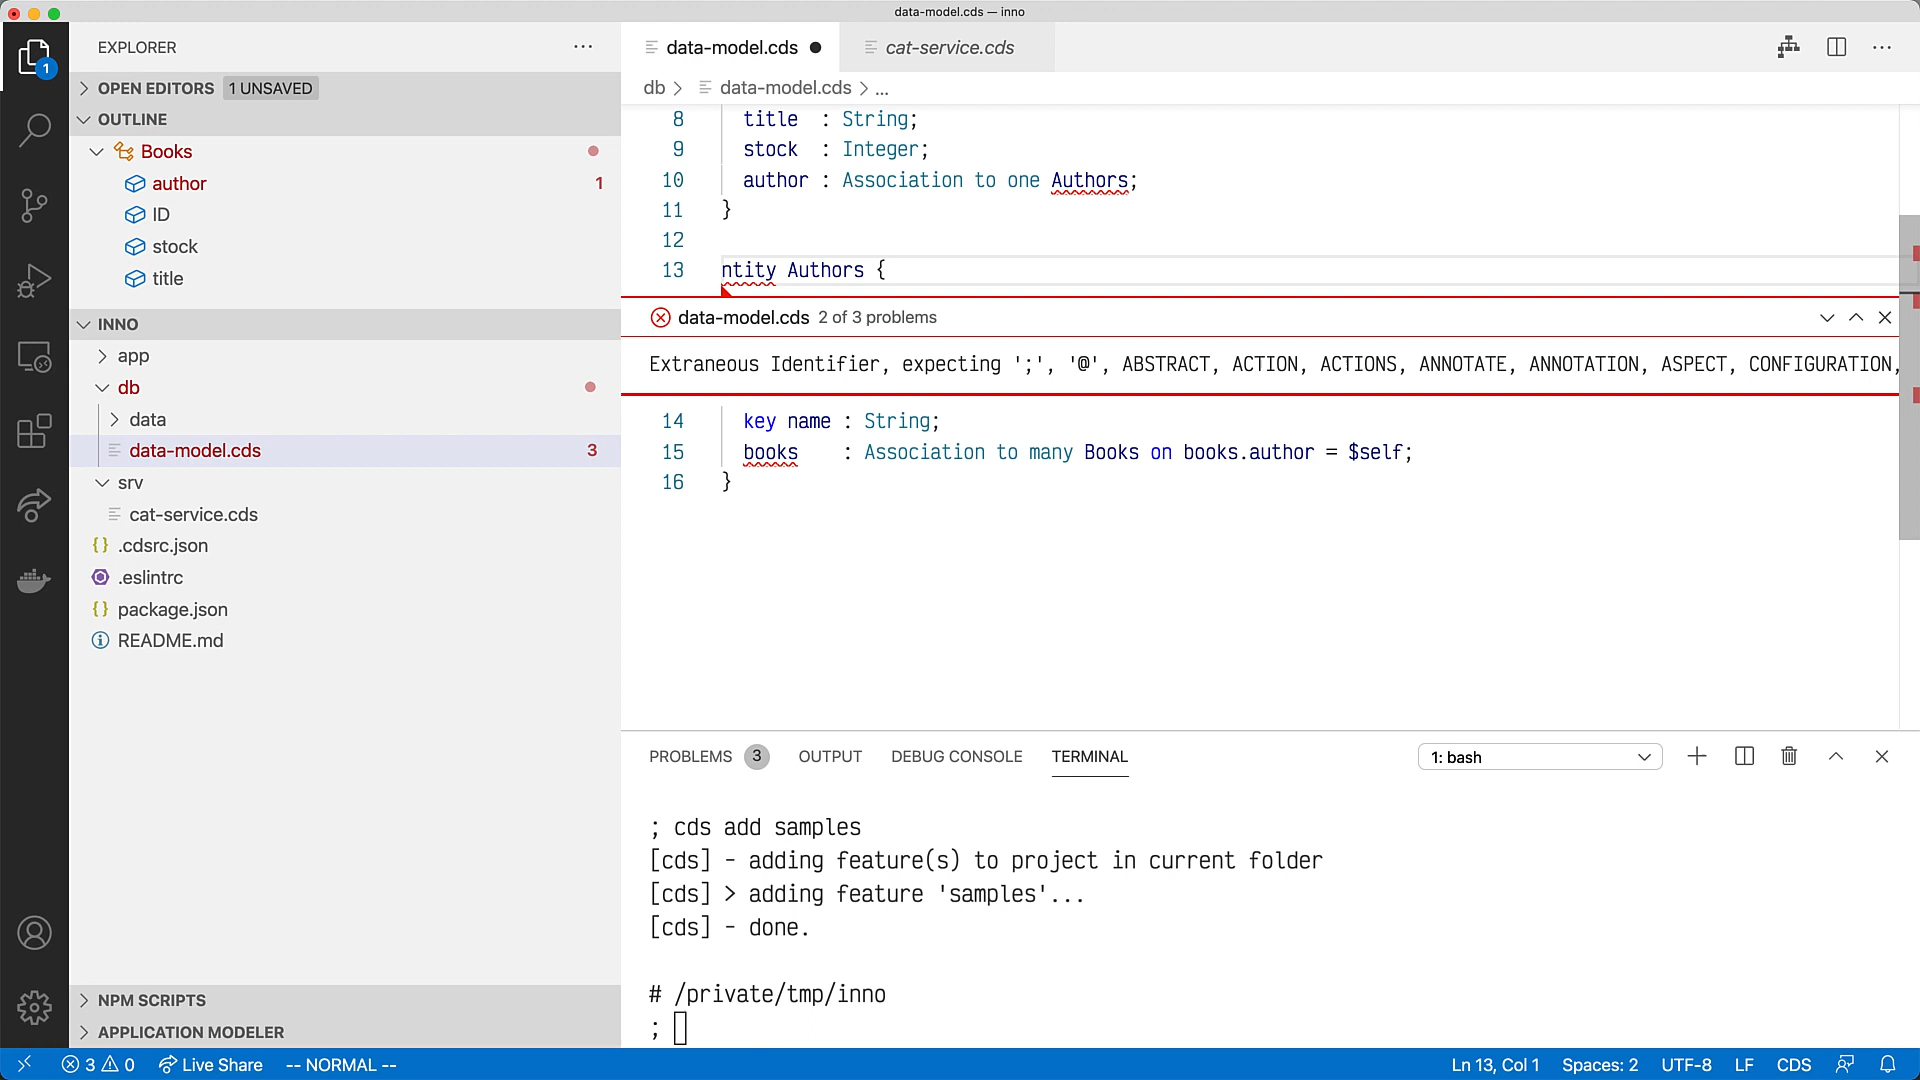 data-model.cds — inno
EXPLORER
1
OPEN EDITORS 1 UNSAVED
OUTLINE
Books
author 1
ID
stock
title
INNO
app
db
data
data-model.cds 3
srv
cat-service.cds
{} .cdsrc.json
.eslintrc
{} package.json
README.md
NPM SCRIPTS
APPLICATION MODELER
data-model.cds
cat-service.cds
db > data-model.cds > ...
8 title : String;
9 stock : Integer;
10 author : Association to one Authors;
11 }
12
13 ntity Authors {
data-model.cds 2 of 3 problems
Extraneous Identifier, expecting ';', '@', ABSTRACT, ACTION, ACTIONS, ANNOTATE, ANNOTATION, ASPECT, CONFIGURATION,
14 key name : String;
15 books : Association to many Books on books.author = $self;
16 }
PROBLEMS 3 OUTPUT DEBUG CONSOLE TERMINAL 1: bash
; cds add samples
[cds] - adding feature(s) to project in current folder
[cds] > adding feature 'samples'...
[cds] - done.
# /private/tmp/inno
;
3 0 Live Share -- NORMAL -- Ln 13, Col 1 Spaces: 2 UTF-8 LF CDS